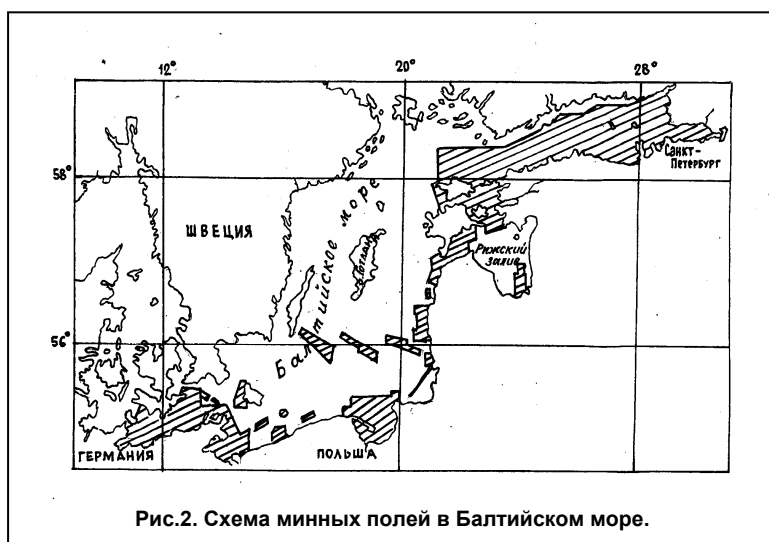 12° 20° 28°
Санкт-
Петербург
58°
ШВЕЦИЯ
Балтийское море
Готланд
Рижский
залив
56°
ГЕРМАНИЯ ПОЛЬША
Рис.2. Схема минных полей в Балтийском море.